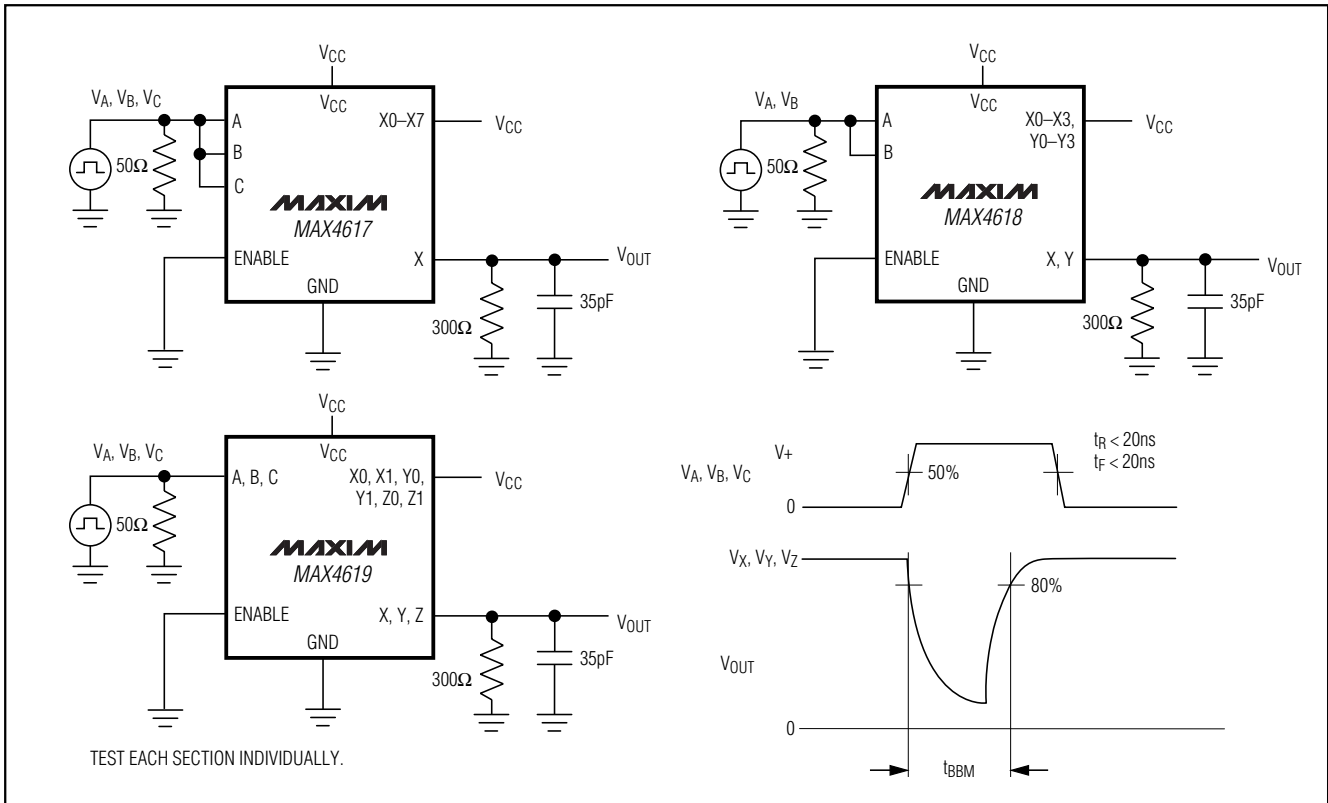 VCC
VA, VB, VC
VCC
A
X0–X7
VCC
B
50Ω
C
MAXIM
MAX4617
ENABLE
X
VOUT
GND
35pF
300Ω
VCC
VA, VB
VCC
A
X0–X3,
Y0–Y3
VCC
B
50Ω
MAXIM
MAX4618
ENABLE
X, Y
VOUT
GND
35pF
300Ω
VCC
VA, VB, VC
VCC
A, B, C
X0, X1, Y0,
Y1, Z0, Z1
VCC
50Ω
MAXIM
MAX4619
ENABLE
X, Y, Z
VOUT
GND
35pF
300Ω
TEST EACH SECTION INDIVIDUALLY.
V+
tR < 20ns
tF < 20ns
VA, VB, VC
50%
0
VX, VY, VZ
80%
VOUT
0
tBBM